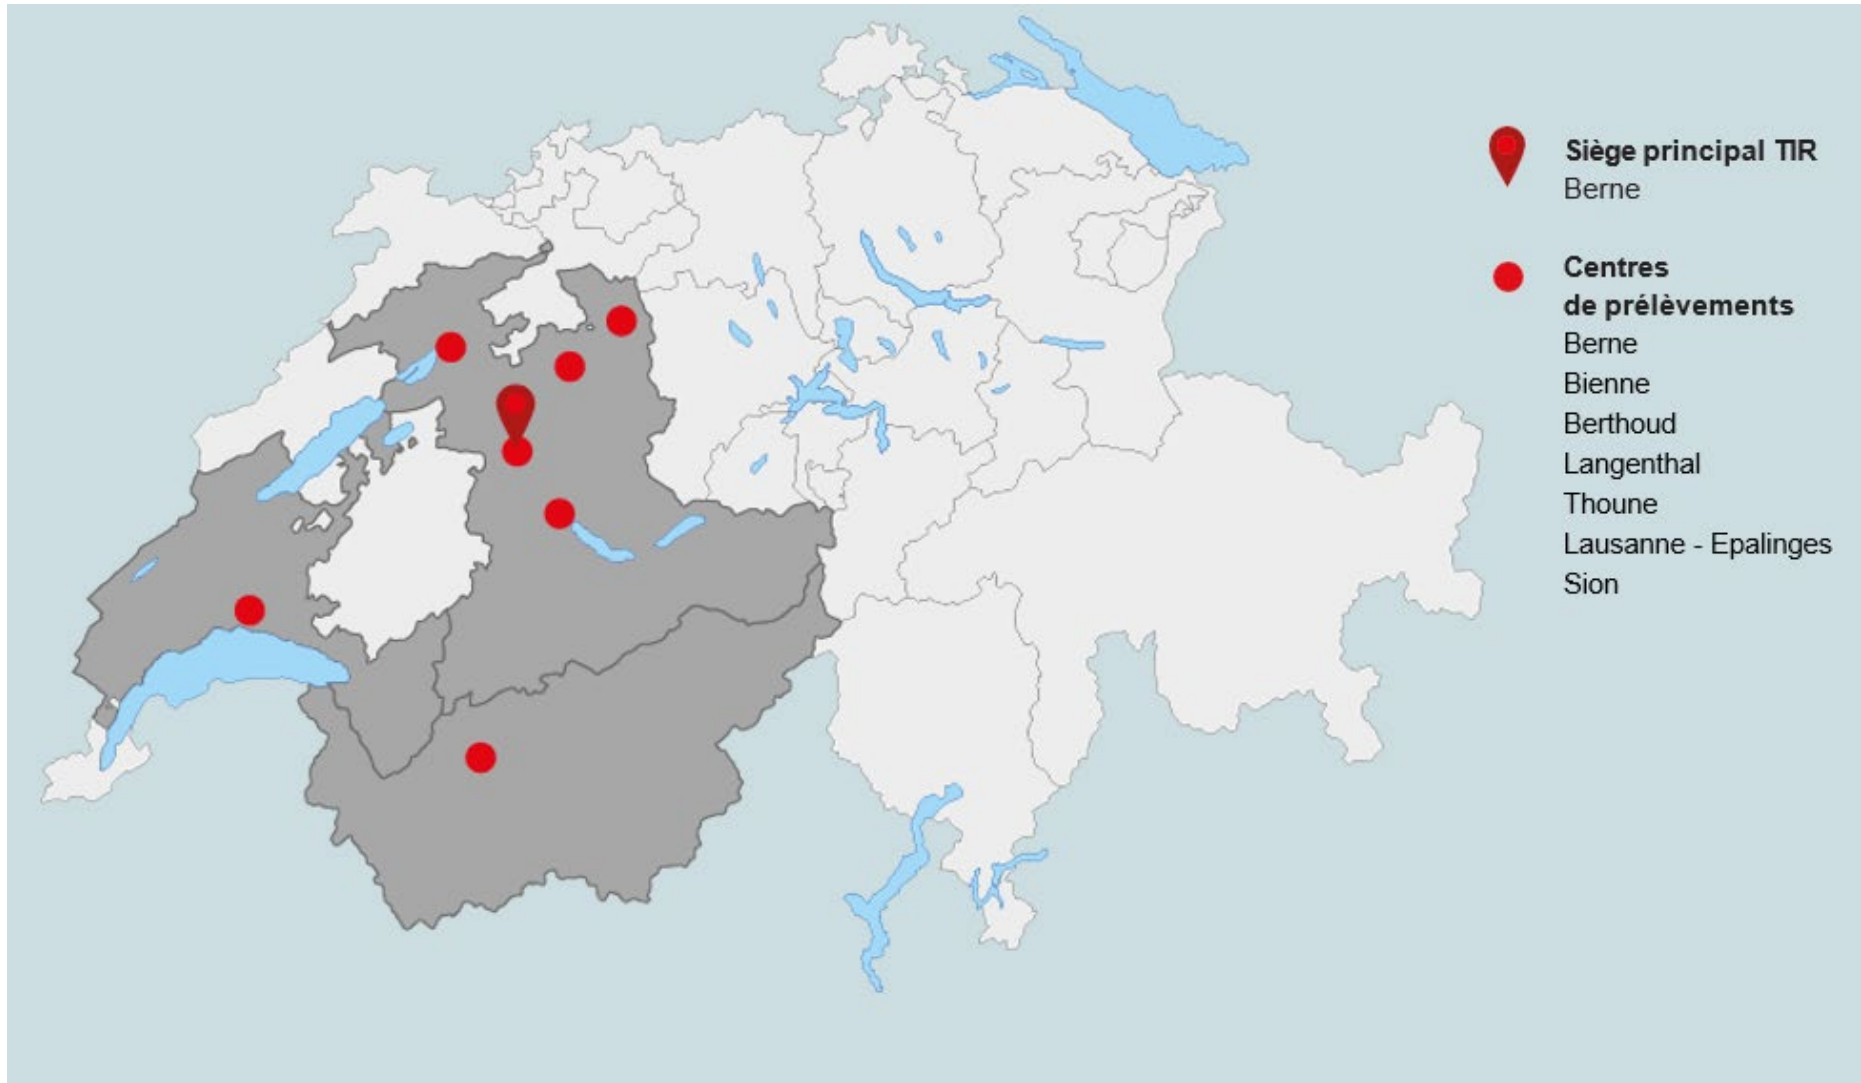 Siège principal TIR
Berne
Centres
de prélèvements
Berne
Bienne
Berthoud
Langenthal
Thoune
Lausanne - Epalinges
Sion